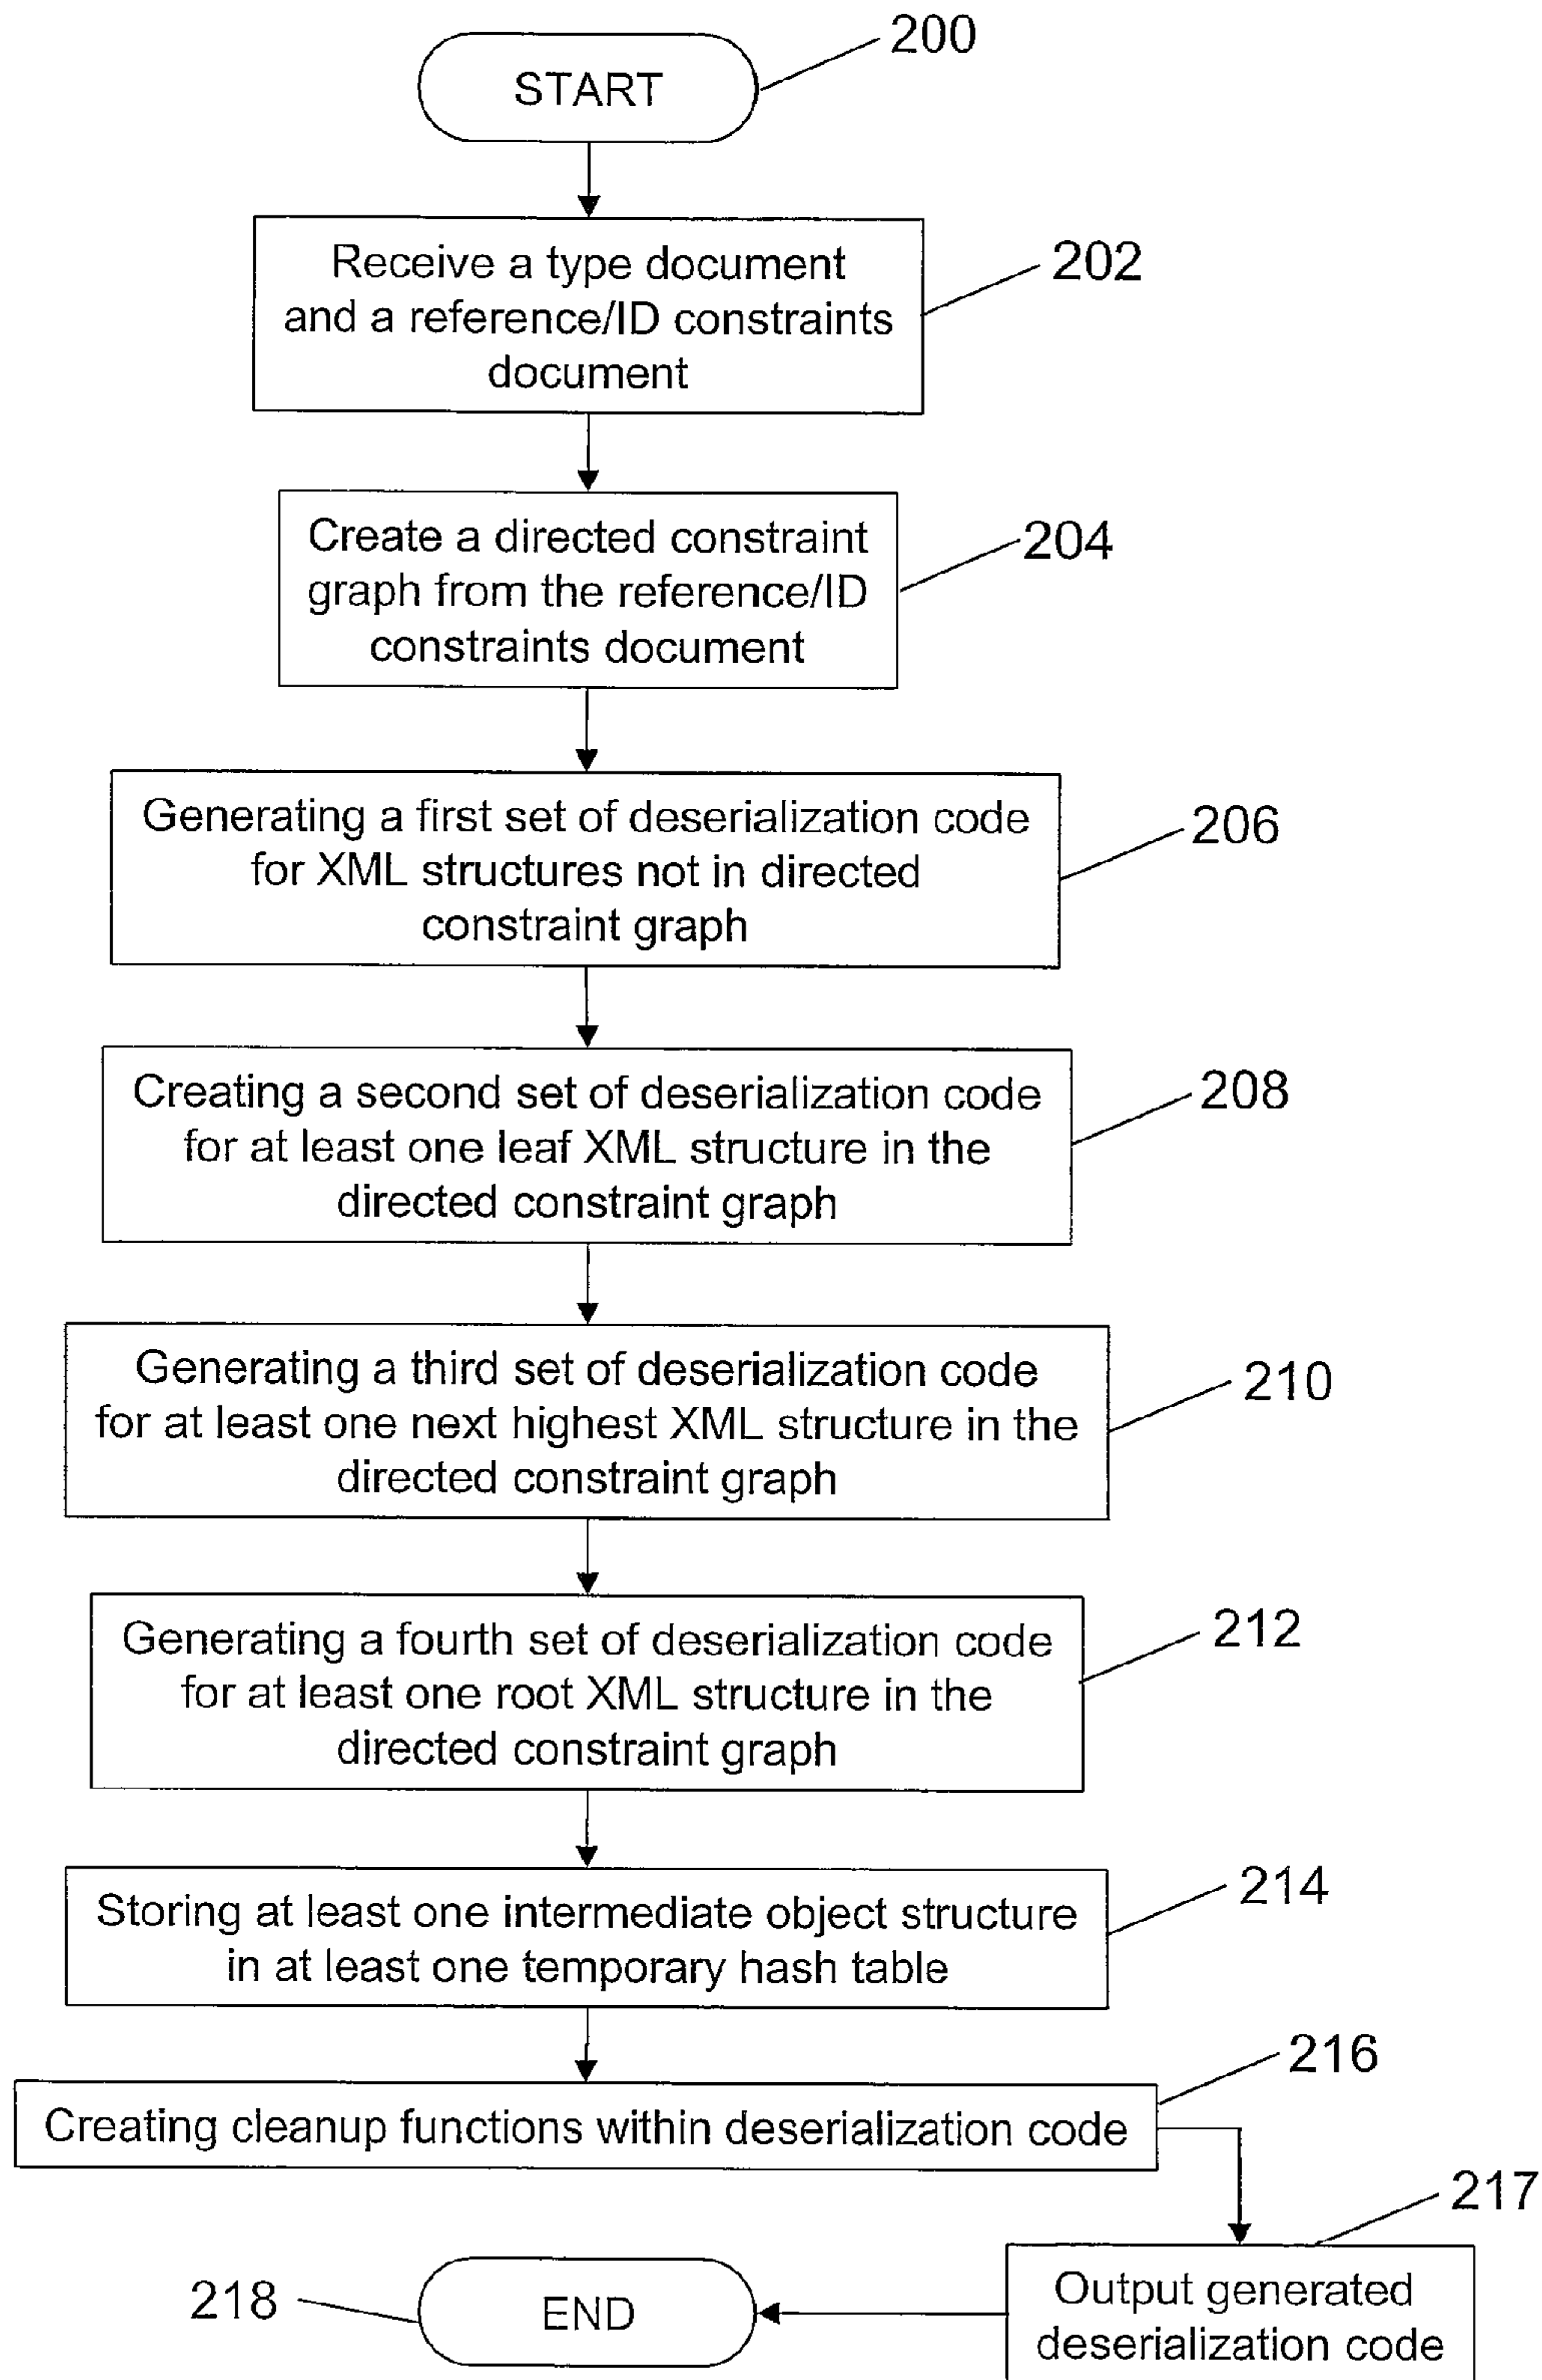 200
START
Receive a type document
and a reference/ID constraints
document
202
Create a directed constraint
graph from the reference/ID
constraints document
204
Generating a first set of deserialization code
for XML structures not in directed
constraint graph
206
Creating a second set of deserialization code
for at least one leaf XML structure in the
directed constraint graph
208
Generating a third set of deserialization code
for at least one next highest XML structure in the
directed constraint graph
210
Generating a fourth set of deserialization code
for at least one root XML structure in the
directed constraint graph
212
Storing at least one intermediate object structure
in at least one temporary hash table
214
216
Creating cleanup functions within deserialization code
217
Output generated
deserialization code
218
END